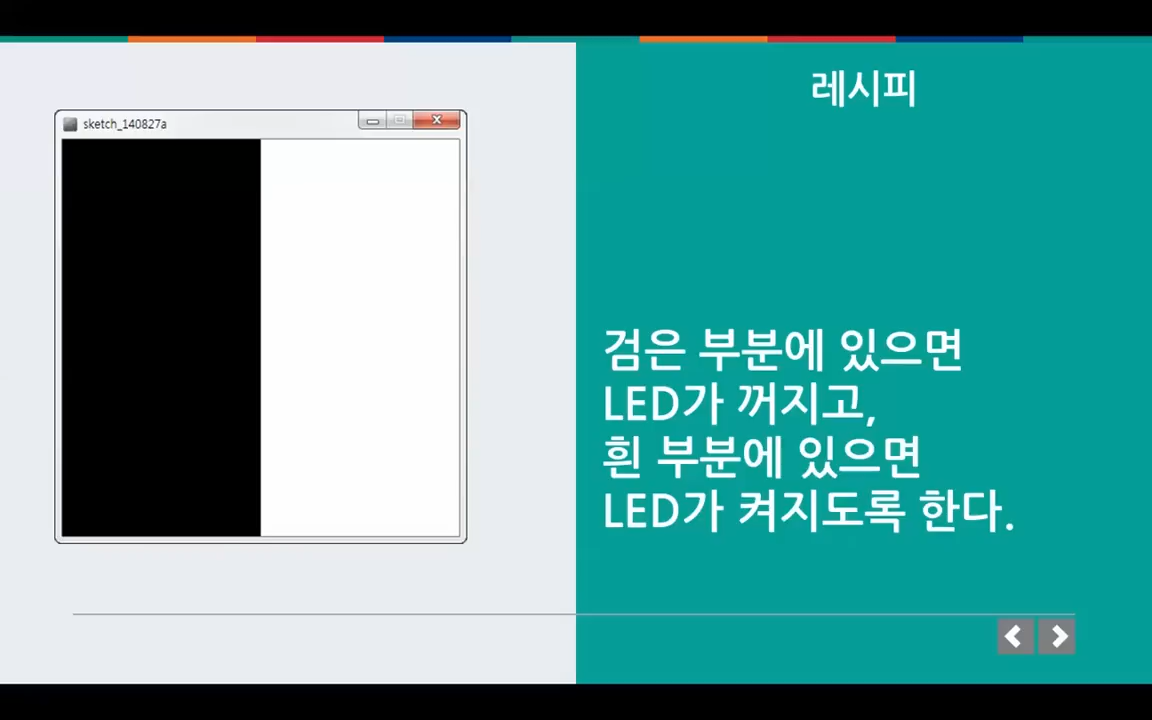 레시피
sketch_140827a
검은 부분에 있으면
LED가 꺼지고,
흰 부분에 있으면
LED가 켜지도록 한다.